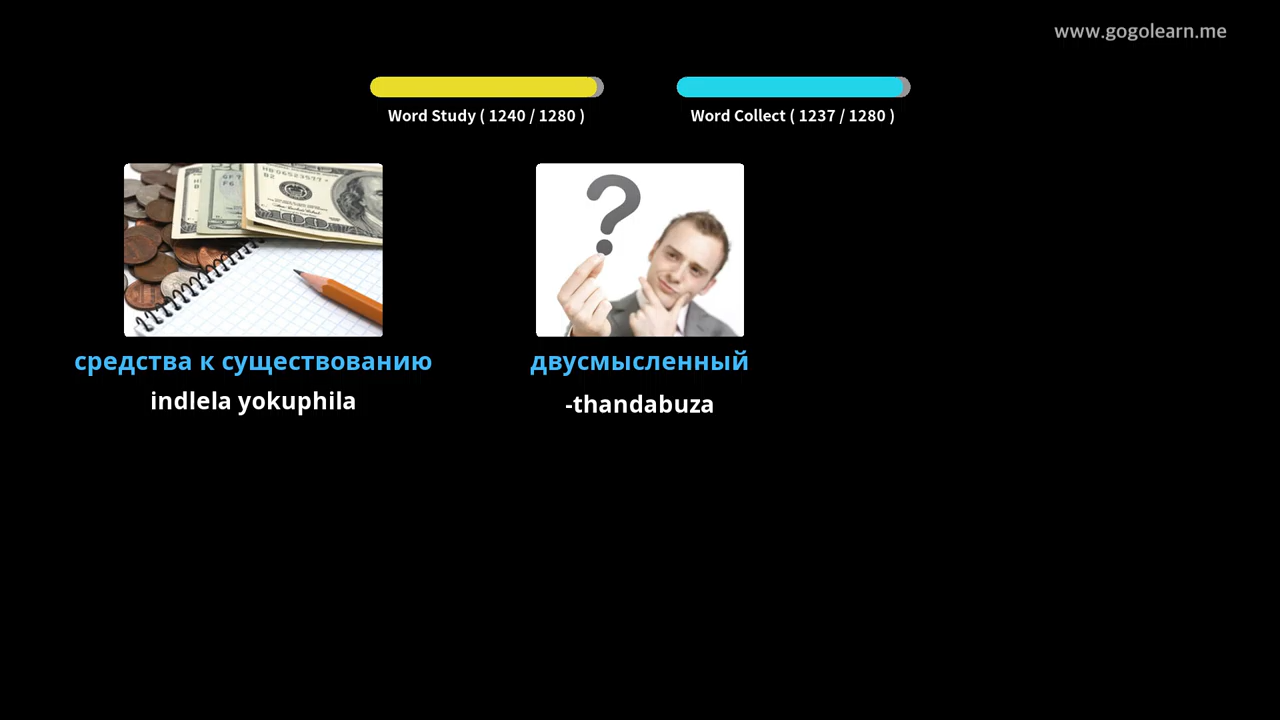 www.gogolearn.me
Word Study ( 1240 / 1280 )
Word Collect ( 1237 / 1280 )
средства к существованию
indlela yokuphila
двусмысленный
-thandabuza